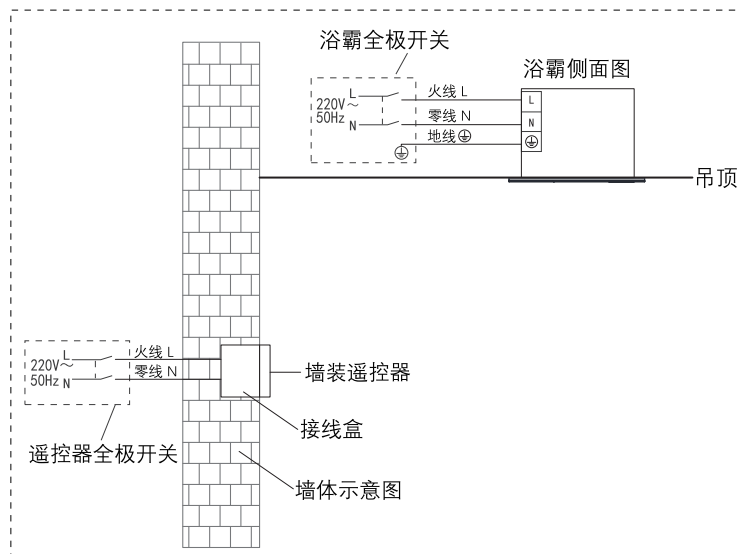 浴霸全极开关
浴霸侧面图
L
220V～
50Hz
N
火线 L
零线 N
地线
L
N
吊顶
L
220V～
50Hz
N
火线 L
零线 N
墙装遥控器
接线盒
遥控器全极开关
墙体示意图